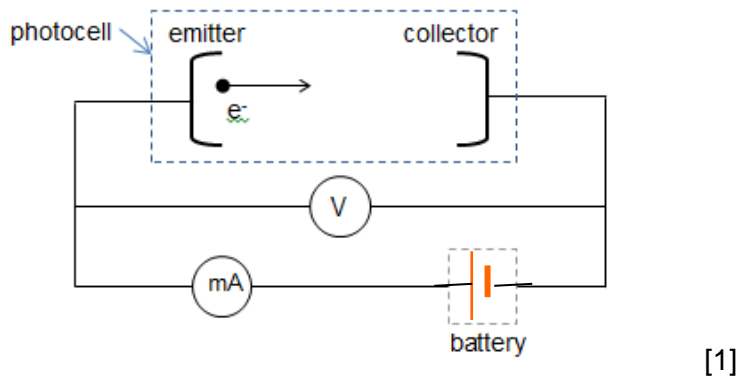 photocell
emitter
collector
e-
V
mA
battery
[1]